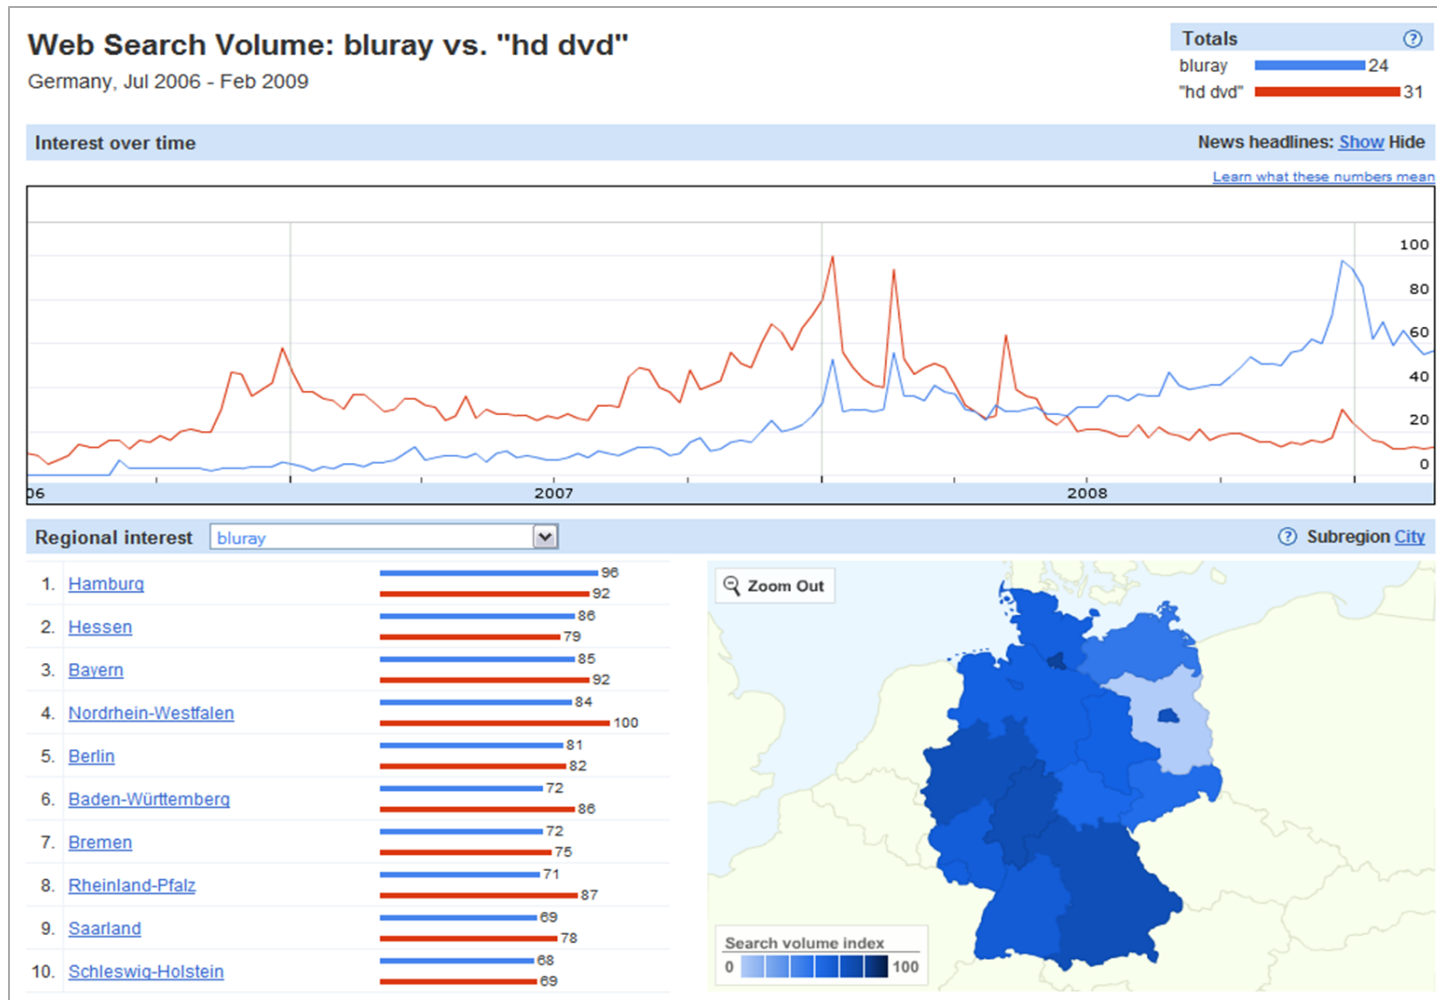 Web Search Volume: bluray vs. "hd dvd"
Germany, Jul 2006 - Feb 2009
Totals ?
bluray 24
"hd dvd" 31
Interest over time
News headlines: Show Hide
Learn what these numbers mean
100
80
60
40
20
0
06 2007 2008
Regional interest bluray
? Subregion City
1. Hamburg 96 92
2. Hessen 86 79
3. Bayern 85 92
4. Nordrhein-Westfalen 84 100
5. Berlin 81 82
6. Baden-Württemberg 72 86
7. Bremen 72 75
8. Rheinland-Pfalz 71 87
9. Saarland 69 78
10. Schleswig-Holstein 68 69
Zoom Out
Search volume index
0 100